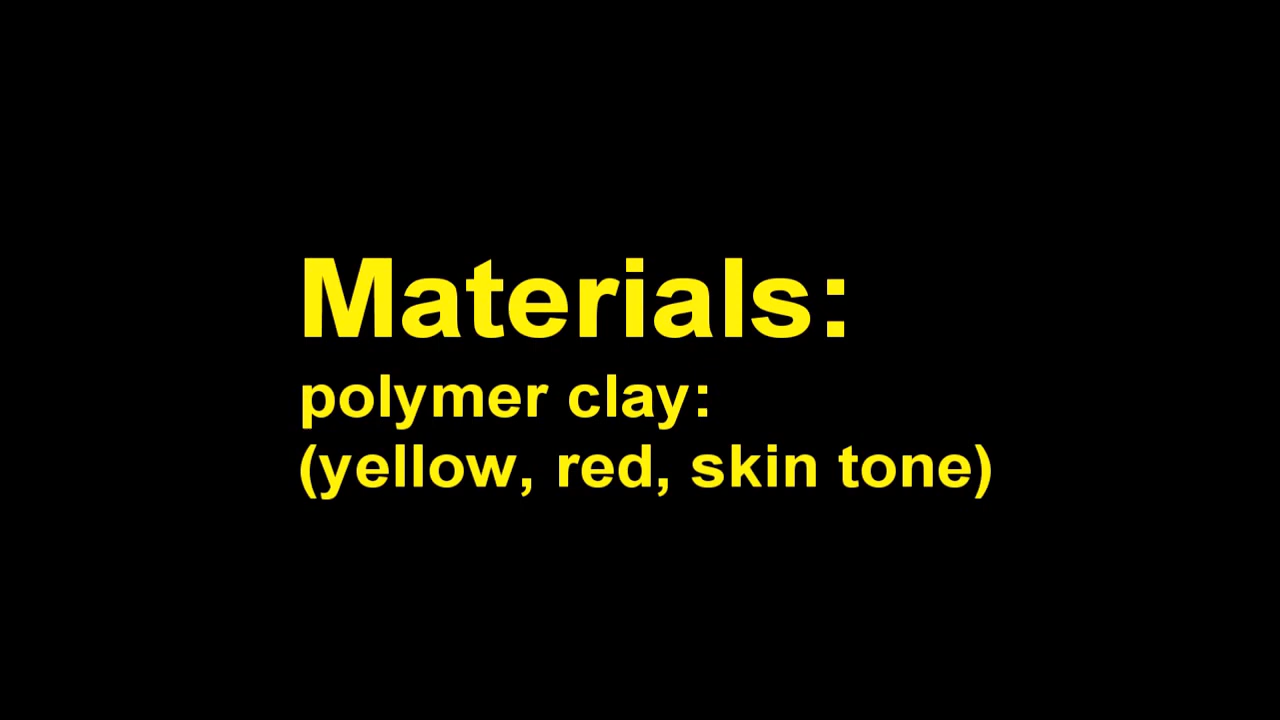 Materials:
polymer clay:
(yellow, red, skin tone)